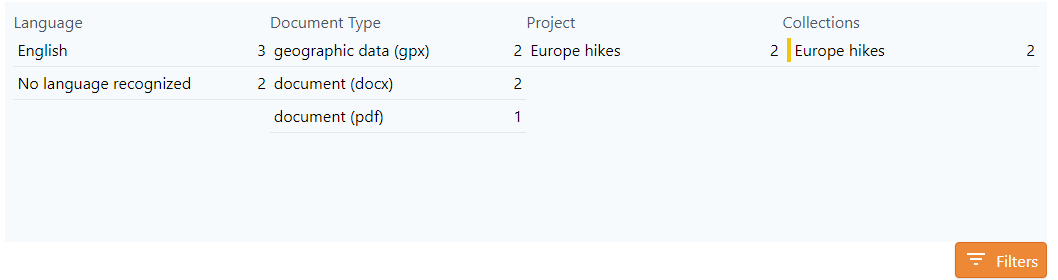 Language Document Type Project Collections
English 3 geographic data (gpx) 2 Europe hikes 2 Europe hikes 2
No language recognized 2 document (docx) 2
document (pdf) 1
Filters